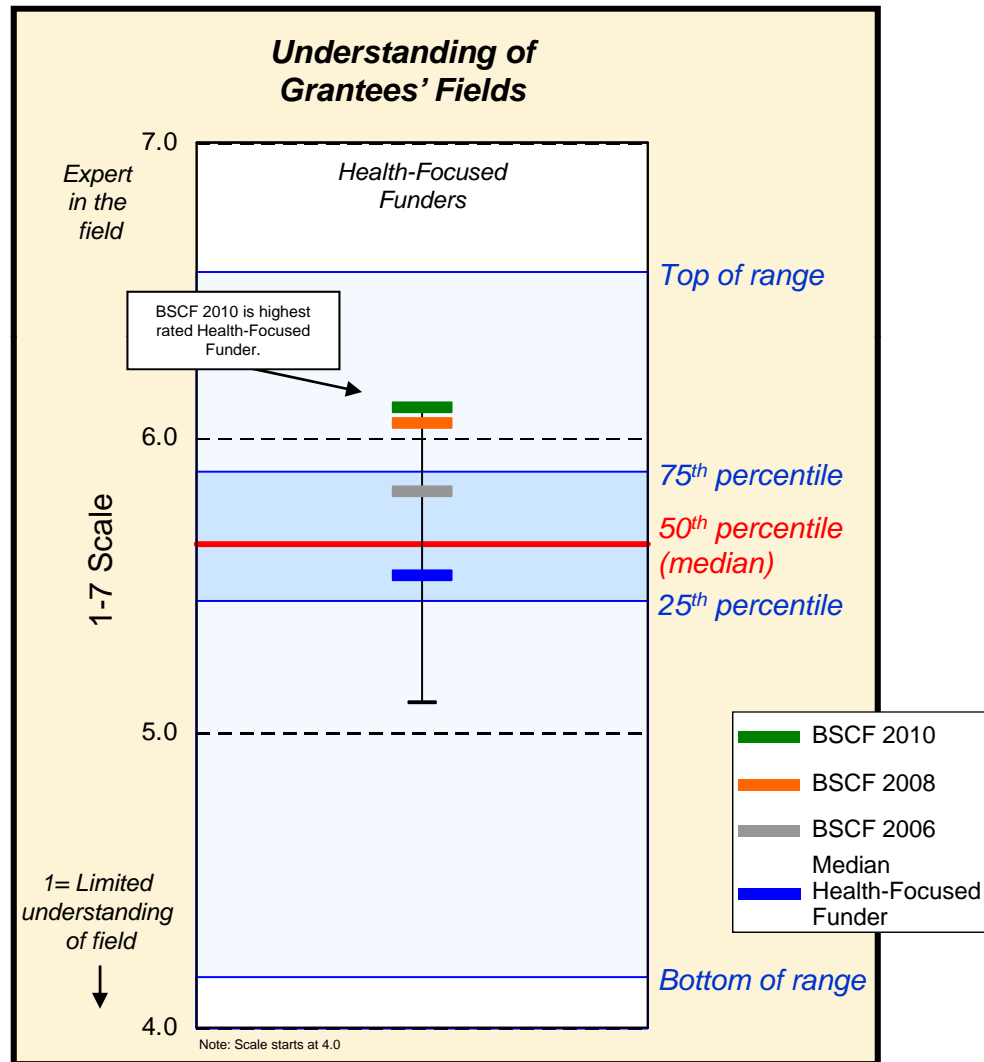 Understanding of
Grantees’ Fields
7.0
Expert
in the
field
Health-Focused
Funders
Top of range
BSCF 2010 is highest
rated Health-Focused
Funder.
6.0
75th percentile
1-7 Scale
50th percentile
(median)
25th percentile
5.0
BSCF 2010
BSCF 2008
BSCF 2006
Median
Health-Focused
Funder
1= Limited
understanding
of field
Bottom of range
4.0
Note: Scale starts at 4.0